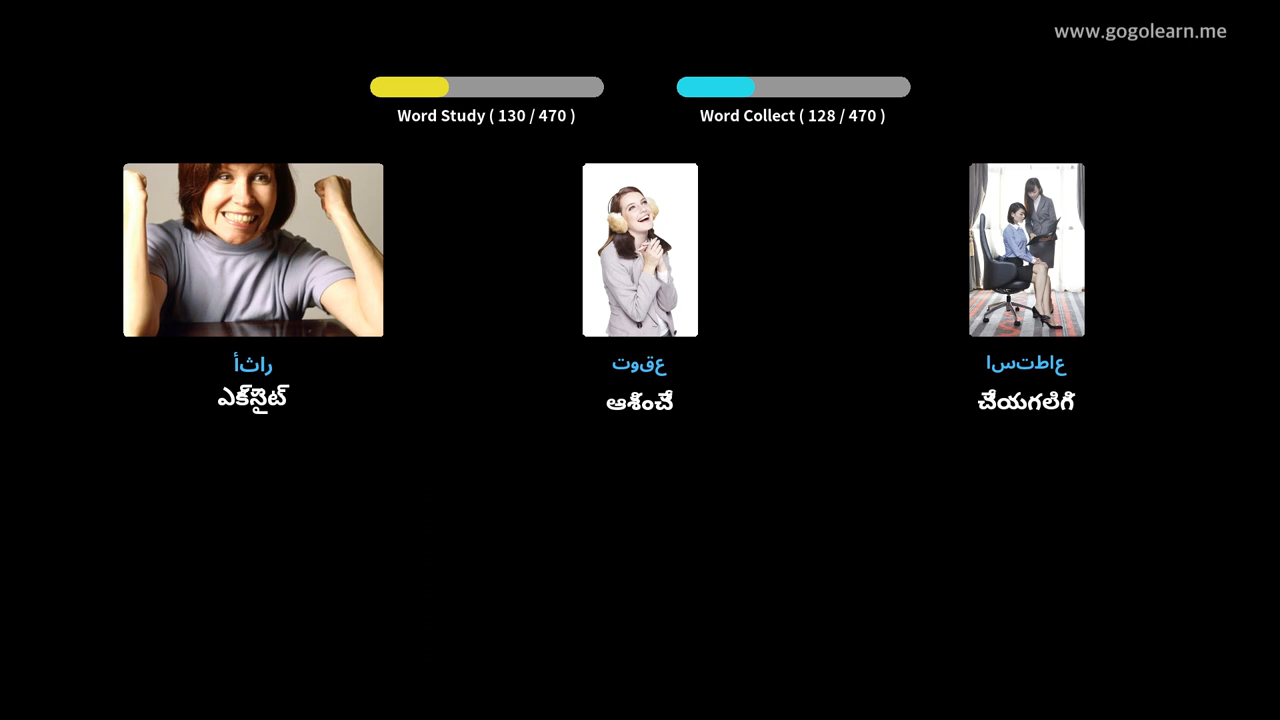 www.gogolearn.me
Word Study ( 130 / 470 )
Word Collect ( 128 / 470 )
راثأ
عقوت
عاطتسا
ఎక్‌సైట్
ఆశించే
చేయగలిగి